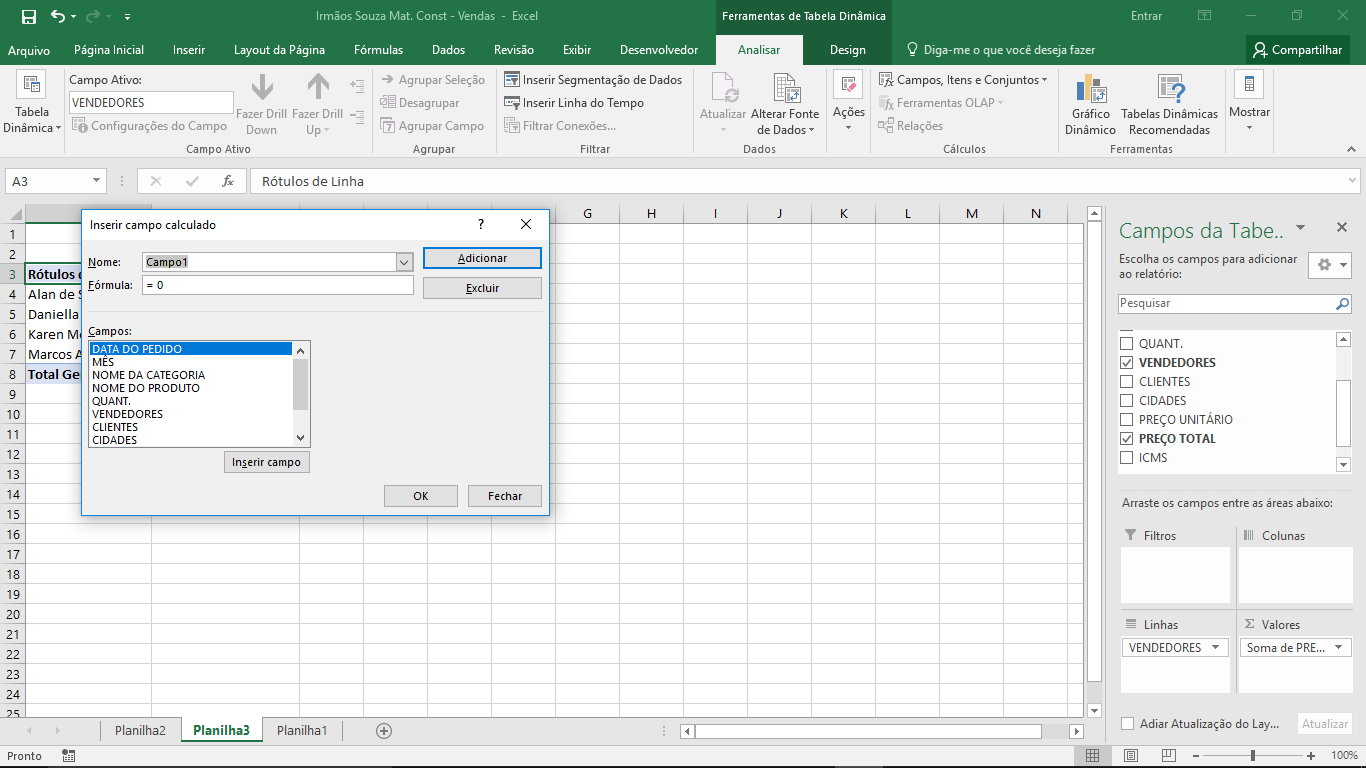 Irmãos Souza Mat. Const - Vendas - Excel
Ferramentas de Tabela Dinâmica
Entrar
Arquivo
Página Inicial
Inserir
Layout da Página
Fórmulas
Dados
Revisão
Exibir
Desenvolvedor
Analisar
Design
Diga-me o que você deseja fazer
Compartilhar
Tabela
Dinâmica
Campo Ativo:
VENDEDORES
Configurações do Campo
Fazer Drill
Down
Fazer Drill
Up
Campo Ativo
Agrupar Seleção
Desagrupar
Agrupar Campo
Agrupar
Inserir Segmentação de Dados
Inserir Linha do Tempo
Filtrar Conexões...
Filtrar
Atualizar
Alterar Fonte
de Dados
Dados
Ações
Campos, Itens e Conjuntos
Ferramentas OLAP
Relações
Cálculos
Gráfico
Dinâmico
Tabelas Dinâmicas
Recomendadas
Ferramentas
Mostrar
A3
fx
Rótulos de Linha
G H I J K L M N
1
2
3 Rótulos d
4 Alan de S
5 Daniella
6 Karen Me
7 Marcos A
8 Total Ge
9
10
11
12
13
14
15
16
17
18
19
20
21
22
23
24
25
Inserir campo calculado
?
Nome:
Campo1
Adicionar
Fórmula:
= 0
Excluir
Campos:
DATA DO PEDIDO
MÊS
NOME DA CATEGORIA
NOME DO PRODUTO
QUANT.
VENDEDORES
CLIENTES
CIDADES
Inserir campo
OK
Fechar
Campos da Tabe...
Escolha os campos para adicionar
ao relatório:
Pesquisar
QUANT.
VENDEDORES
CLIENTES
CIDADES
PREÇO UNITÁRIO
PREÇO TOTAL
ICMS
Arraste os campos entre as áreas abaixo:
Filtros
Colunas
Linhas
Σ Valores
VENDEDORES
Soma de PRE...
Adiar Atualização do Lay...
Atualizar
Planilha2
Planilha3
Planilha1
Pronto
100%